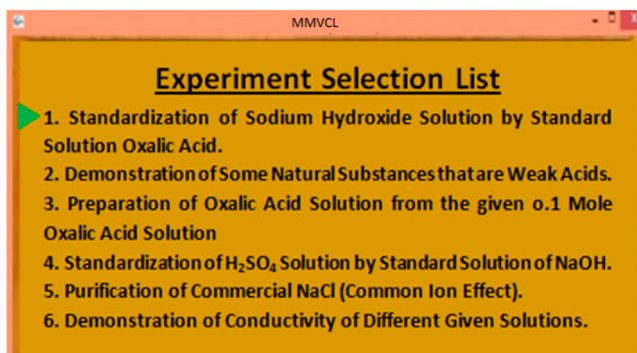 MMVCL
Experiment Selection List
1. Standardization of Sodium Hydroxide Solution by Standard
Solution Oxalic Acid.
2. Demonstration of Some Natural Substances that are Weak Acids.
3. Preparation of Oxalic Acid Solution from the given o.1 Mole
Oxalic Acid Solution
4. Standardization of H₂SO₄ Solution by Standard Solution of NaOH.
5. Purification of Commercial NaCl (Common Ion Effect).
6. Demonstration of Conductivity of Different Given Solutions.